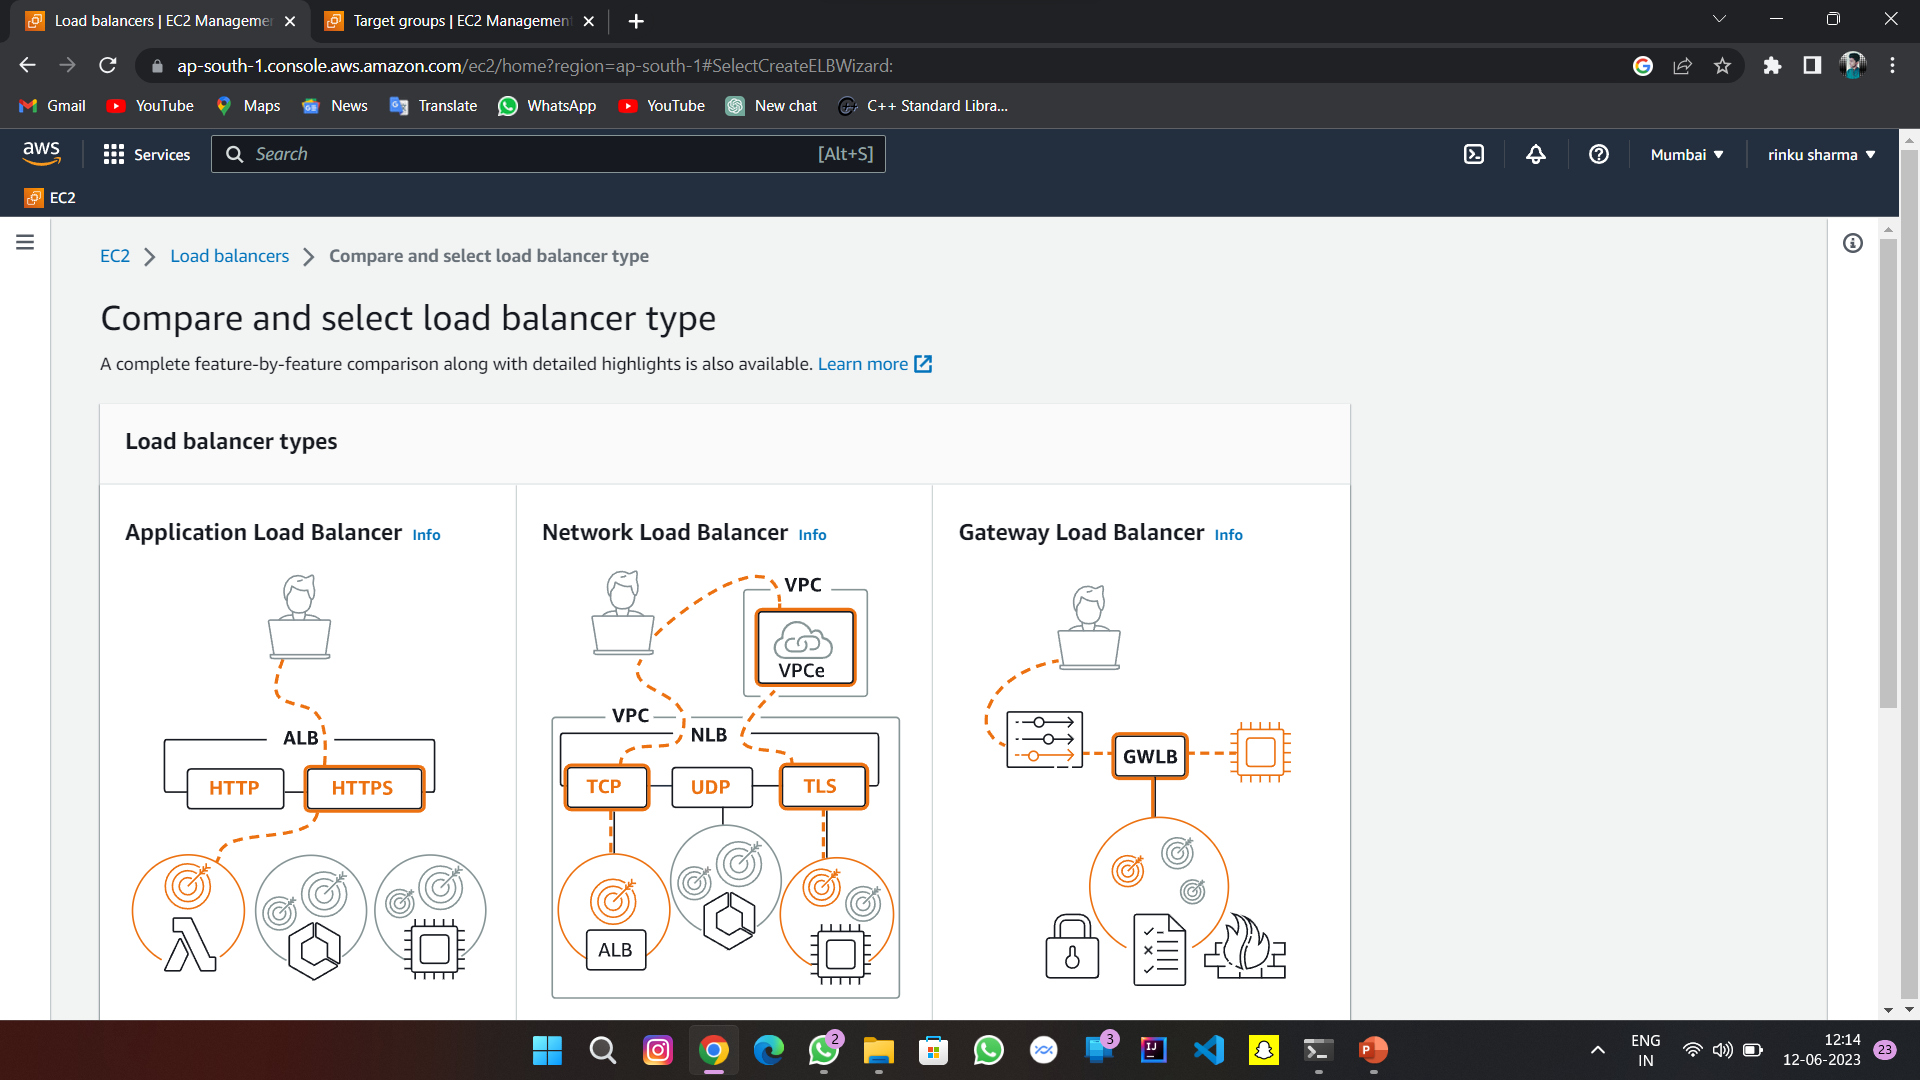 Load balancers | EC2 Manageme
Target groups | EC2 Management
ap-south-1.console.aws.amazon.com/ec2/home?region=ap-south-1#SelectCreateELBWizard:
Gmail YouTube Maps News Translate WhatsApp YouTube New chat C++ Standard Libra...
aws Services Search [Alt+S] Mumbai rinku sharma
EC2
EC2 Load balancers Compare and select load balancer type
Compare and select load balancer type
A complete feature-by-feature comparison along with detailed highlights is also available. Learn more
Load balancer types
Application Load Balancer Info
ALB
HTTP HTTPS
Network Load Balancer Info
VPC
VPCe
VPC
NLB
TCP UDP TLS
ALB
Gateway Load Balancer Info
GWLB
2
3
IJ
P
ENG
IN
12:14
12-06-2023
23